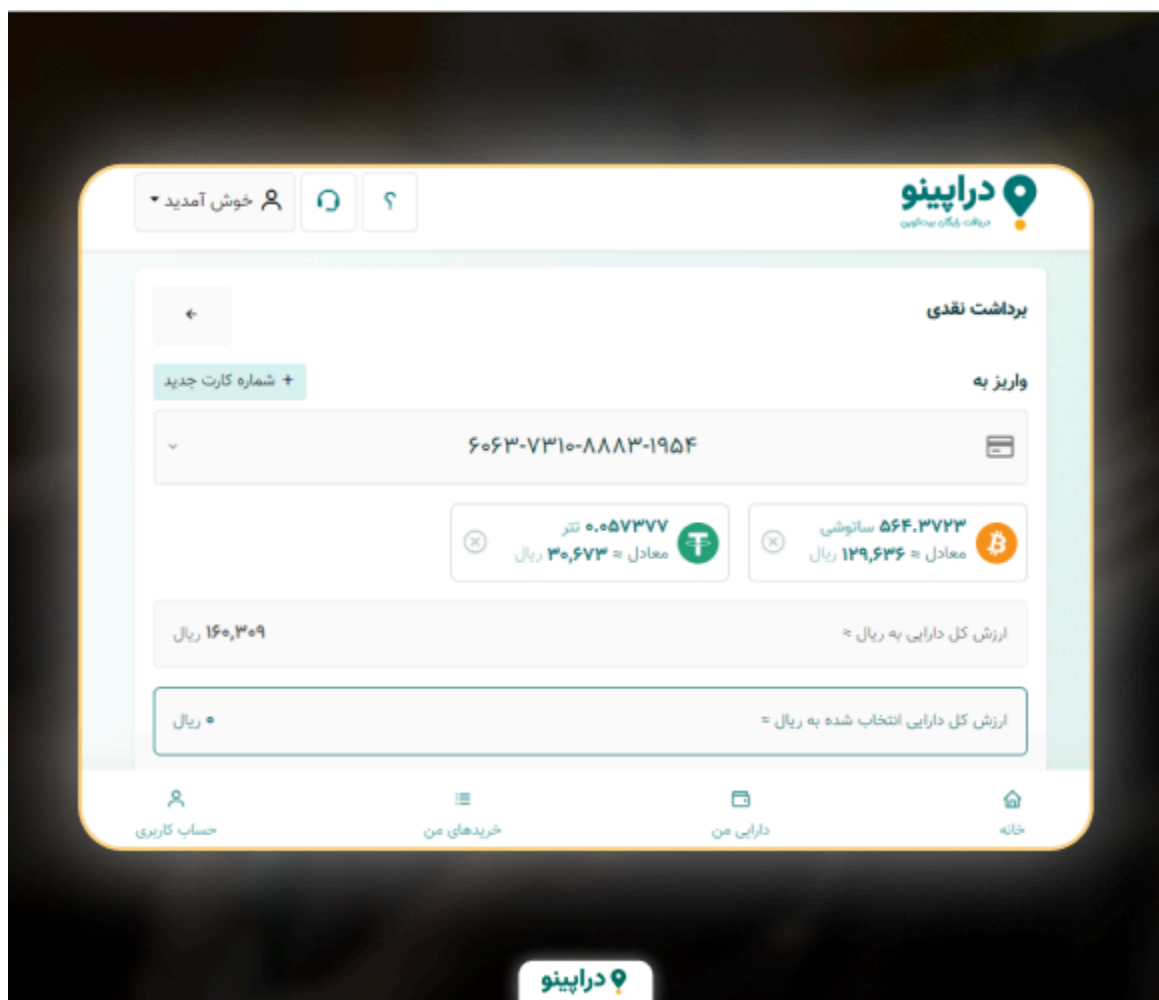 دراپینو
دریافت رایگان بیت‌کوین
؟
خوش آمدید
برداشت نقدی
واریز به
+ شماره کارت جدید
۶۰۶۳-۷۳۱۰-۸۸۸۳-۱۹۵۴
۵۶۴.۳۷۲۳ ساتوشی
معادل ≈ ۱۲۹,۶۳۶ ریال
۰.۰۵۷۳۷۷ تتر
معادل ≈ ۳۰,۶۷۳ ریال
ارزش کل دارایی به ریال ≈ ۱۶۰,۳۰۹ ریال
ارزش کل دارایی انتخاب شده به ریال ≈ ۰ ریال
خانه
دارایی من
خریدهای من
حساب کاربری
دراپینو